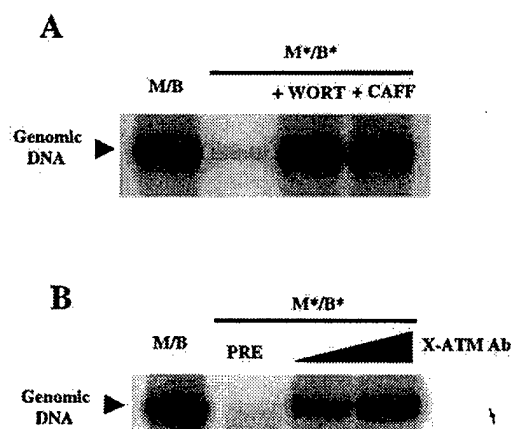 A
M*/B*
M/B
+ WORT + CAFF
Genomic
DNA
B
M*/B*
M/B
PRE
X-ATM Ab
Genomic
DNA